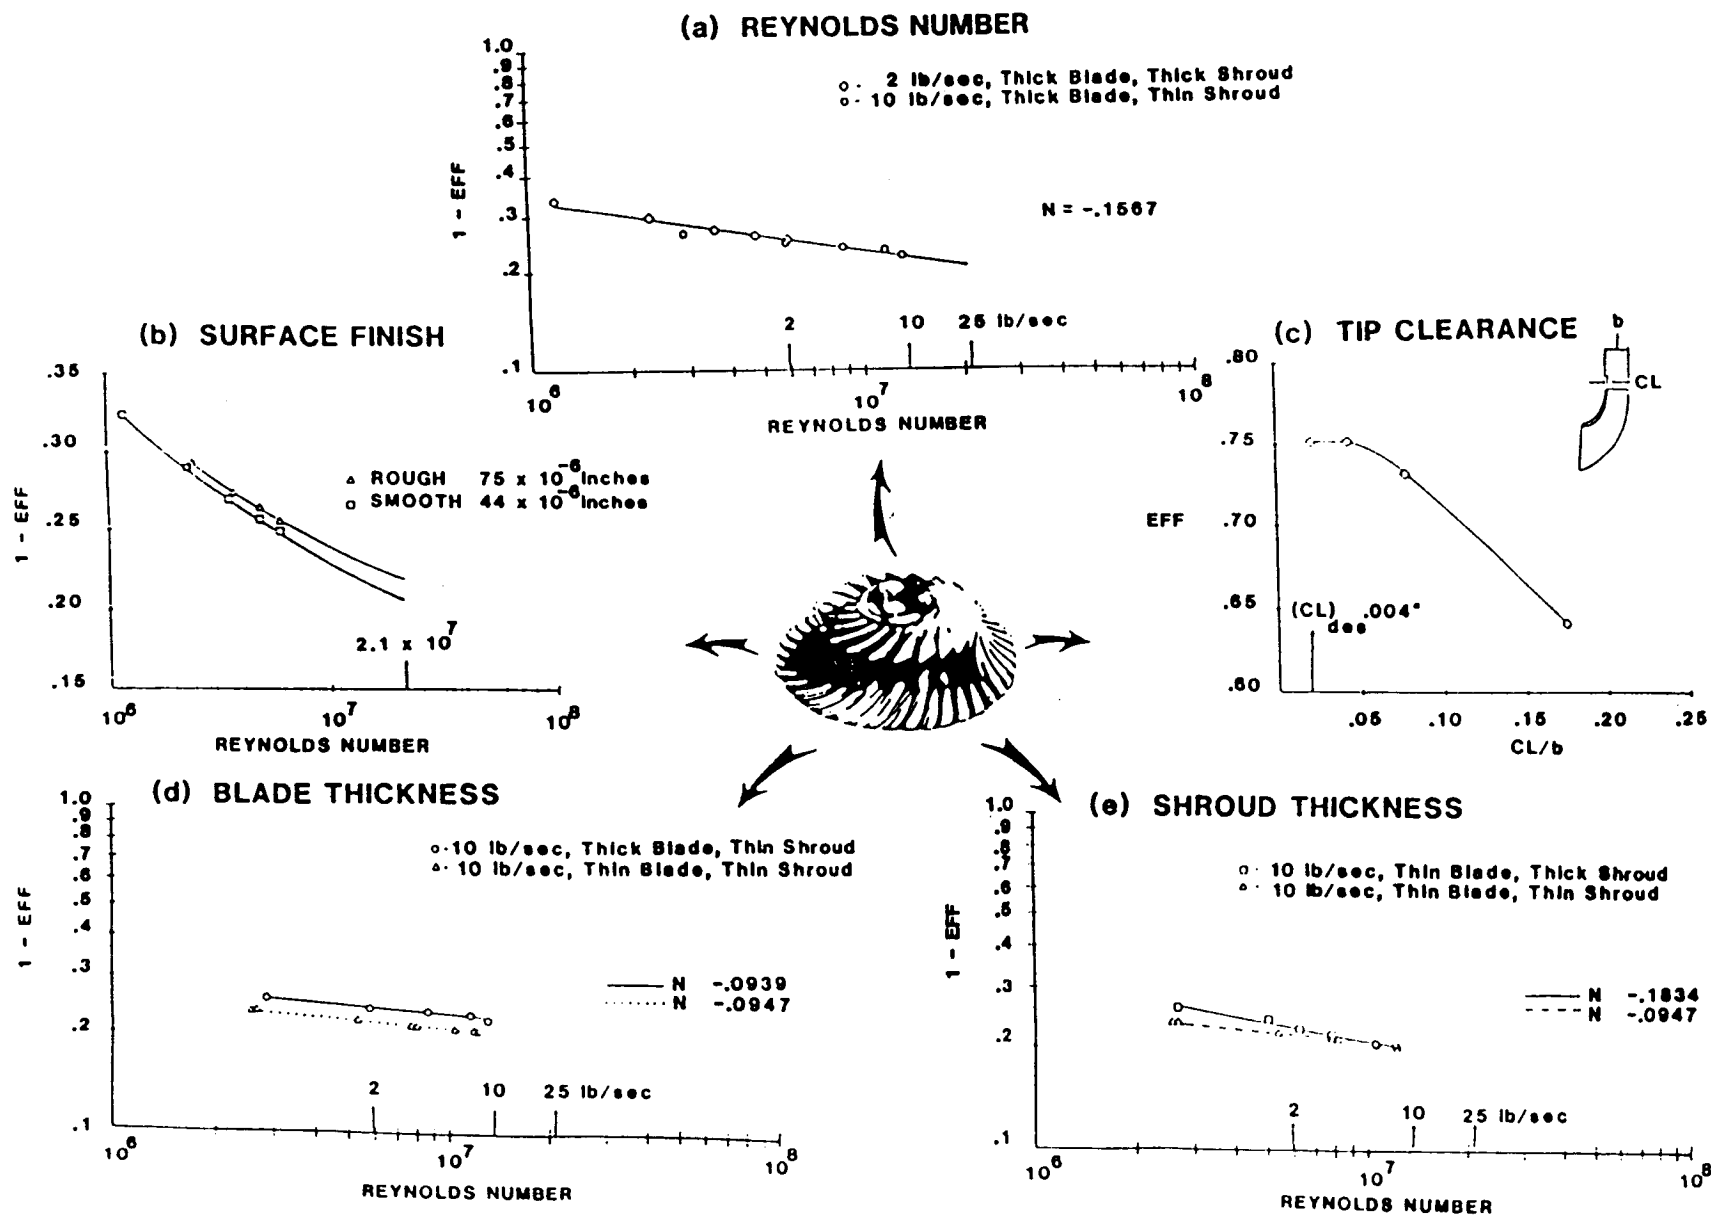 (a) REYNOLDS NUMBER
1.0
.9
.8
.7
.6
.5
.4
.3
.2
.1
1 - EFF
2 lb/sec, Thick Blade, Thick Shroud
10 lb/sec, Thick Blade, Thin Shroud
N = -.1567
2 10 25 lb/sec
10^6 10^7 10^8
REYNOLDS NUMBER
(b) SURFACE FINISH
.35
.30
.25
.20
.15
1 - EFF
ROUGH 75 x 10^-6 Inches
SMOOTH 44 x 10^-6 Inches
2.1 x 10^7
10^6 10^7 10^8
REYNOLDS NUMBER
(c) TIP CLEARANCE
b
CL
.80
.75
.70
.65
.60
EFF
(CL)des .004"
.05 .10 .15 .20 .25
CL/b
(d) BLADE THICKNESS
1.0
.9
.8
.7
.6
.5
.4
.3
.2
.1
1 - EFF
10 lb/sec, Thick Blade, Thin Shroud
10 lb/sec, Thin Blade, Thin Shroud
N -.0939
N -.0947
2 10 25 lb/sec
10^6 10^7 10^8
REYNOLDS NUMBER
(e) SHROUD THICKNESS
1.0
.9
.8
.7
.6
.5
.4
.3
.2
.1
1 - EFF
10 lb/sec, Thin Blade, Thick Shroud
10 lb/sec, Thin Blade, Thin Shroud
N -.1834
N -.0947
2 10 25 lb/sec
10^6 10^7 10^8
REYNOLDS NUMBER